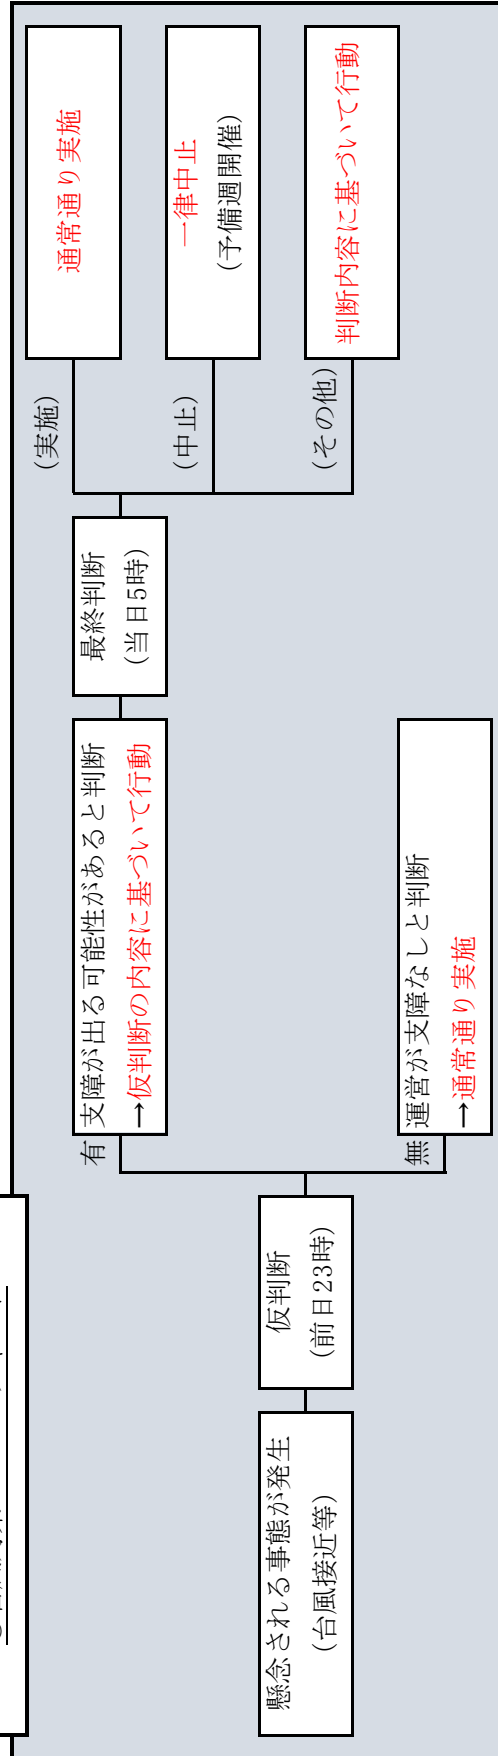 懸念される事態が発生
(台風接近等)
仮判断
(前日23時)
有
支障が出る可能性があると判断
→仮判断の内容に基づいて行動
無
運営が支障なしと判断
→通常通り実施
最終判断
(当日5時)
(実施)
通常通り実施
(中止)
一律中止
(予備週開催)
(その他)
判断内容に基づいて行動